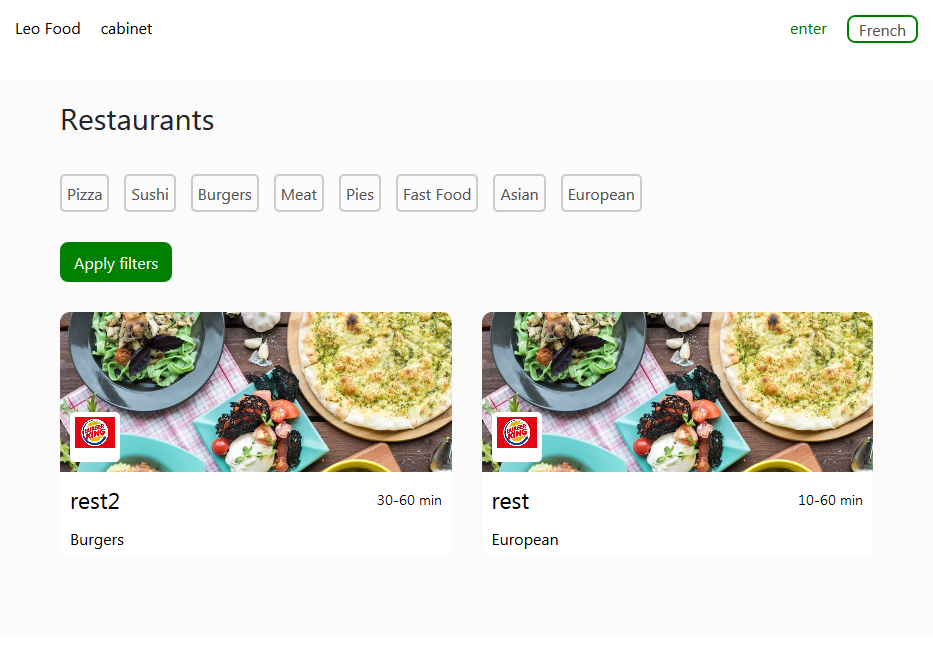 Leo Food cabinet enter French
Restaurants
Pizza Sushi Burgers Meat Pies Fast Food Asian European
Apply filters
BURGER KING
BURGER KING
rest2 30-60 min
rest 10-60 min
Burgers
European